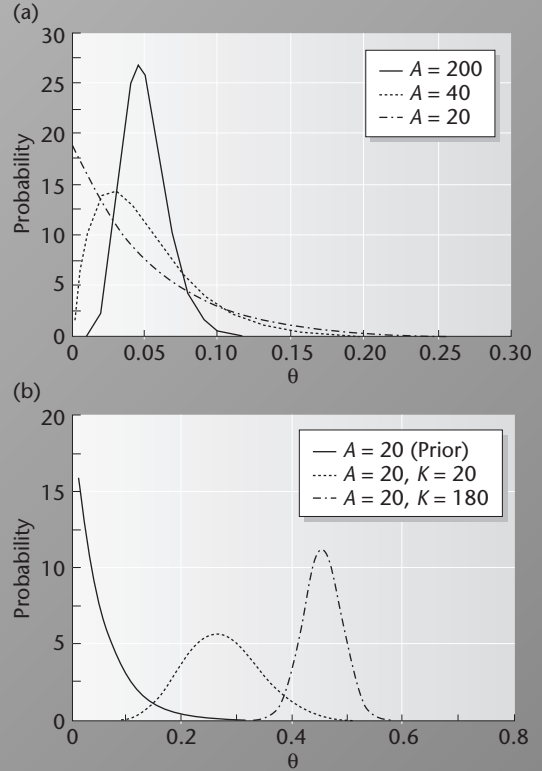 (a)
30
25
20
15
10
5
0
Probability
A = 200
A = 40
A = 20
0
0.05
0.10
0.15
0.20
0.25
0.30
θ
(b)
20
15
10
5
0
Probability
A = 20 (Prior)
A = 20, K = 20
A = 20, K = 180
0
0.2
0.4
0.6
0.8
θ